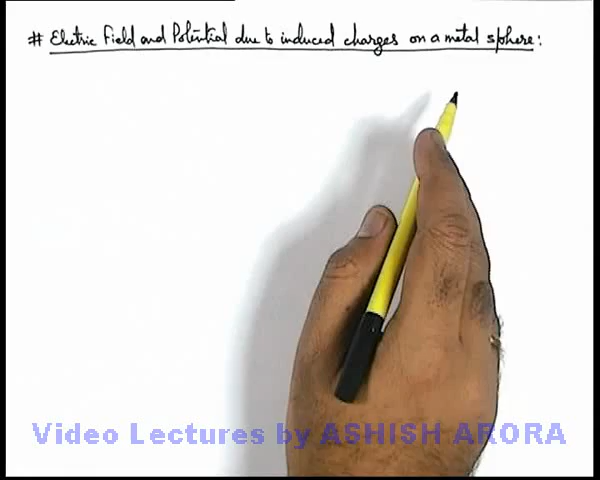 # Electric Field and Potential due to induced charges on a metal sphere:
Video Lectures by ASHISH ARORA